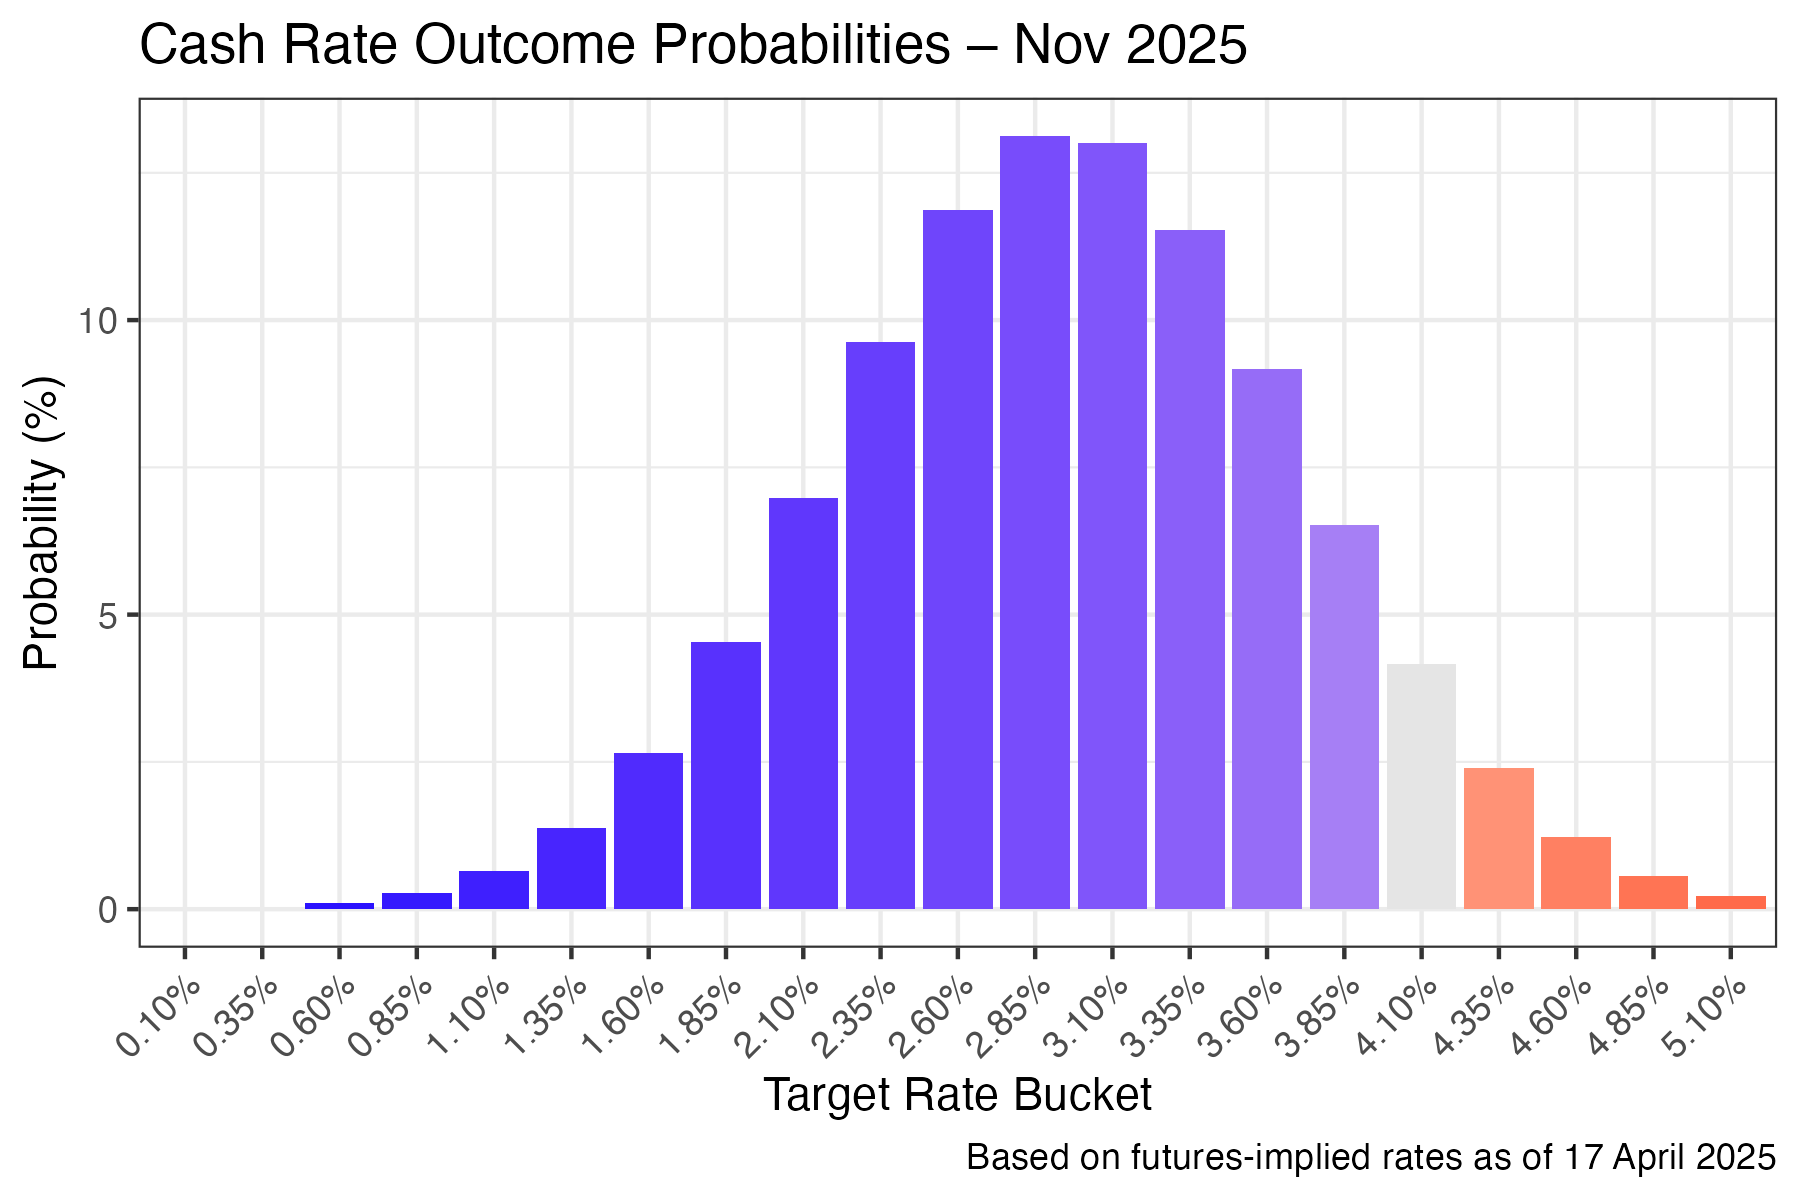 Cash Rate Outcome Probabilities – Nov 2025
Probability (%)
10
5
0
0.10% 0.35% 0.60% 0.85% 1.10% 1.35% 1.60% 1.85% 2.10% 2.35% 2.60% 2.85% 3.10% 3.35% 3.60% 3.85% 4.10% 4.35% 4.60% 4.85% 5.10%
Target Rate Bucket
Based on futures-implied rates as of 17 April 2025